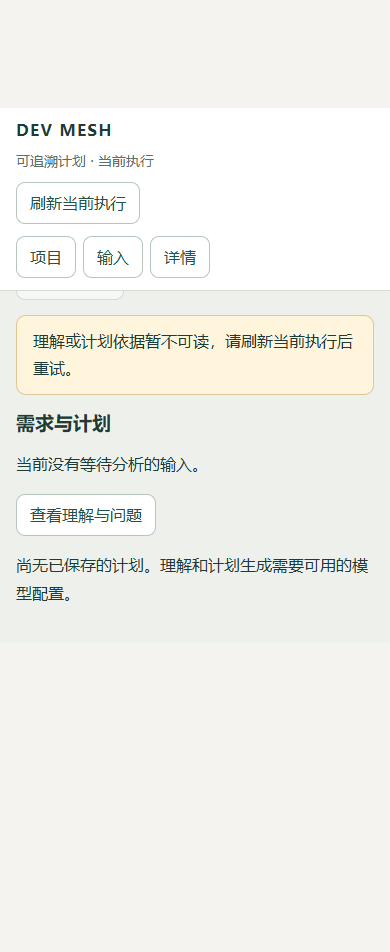 DEV MESH
可追溯计划 · 当前执行
刷新当前执行
项目
输入
详情
理解或计划依据暂不可读，请刷新当前执行后
重试。
需求与计划
当前没有等待分析的输入。
查看理解与问题
尚无已保存的计划。理解和计划生成需要可用的模
型配置。